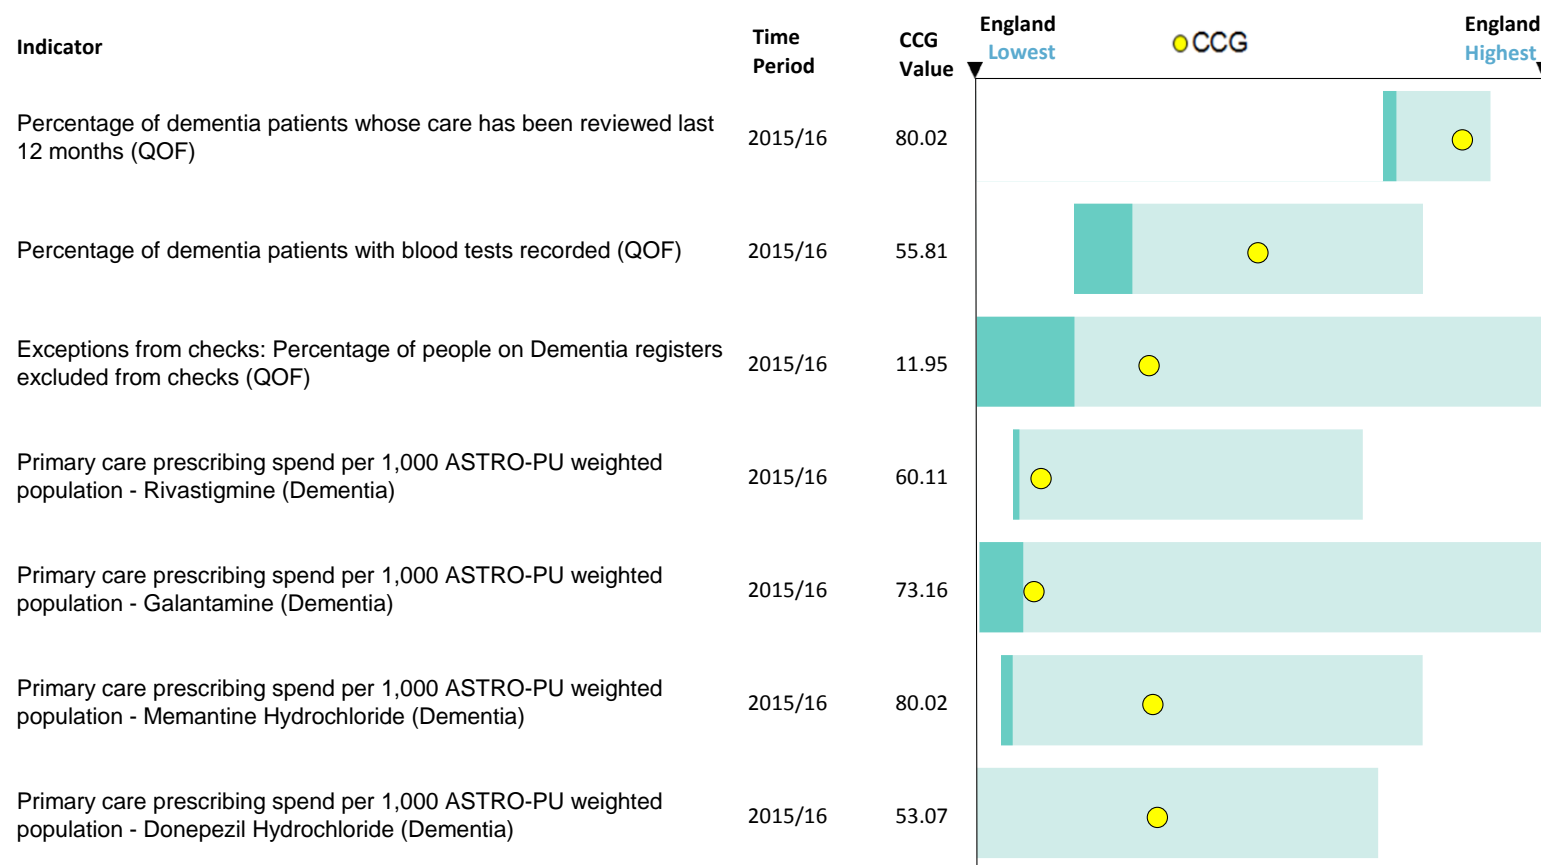 Indicator
Time
Period
CCG
Value
England
Lowest
CCG
England
Highest
Percentage of dementia patients whose care has been reviewed last
12 months (QOF)
2015/16
80.02
Percentage of dementia patients with blood tests recorded (QOF)
2015/16
55.81
Exceptions from checks: Percentage of people on Dementia registers
excluded from checks (QOF)
2015/16
11.95
Primary care prescribing spend per 1,000 ASTRO-PU weighted
population - Rivastigmine (Dementia)
2015/16
60.11
Primary care prescribing spend per 1,000 ASTRO-PU weighted
population - Galantamine (Dementia)
2015/16
73.16
Primary care prescribing spend per 1,000 ASTRO-PU weighted
population - Memantine Hydrochloride (Dementia)
2015/16
80.02
Primary care prescribing spend per 1,000 ASTRO-PU weighted
population - Donepezil Hydrochloride (Dementia)
2015/16
53.07